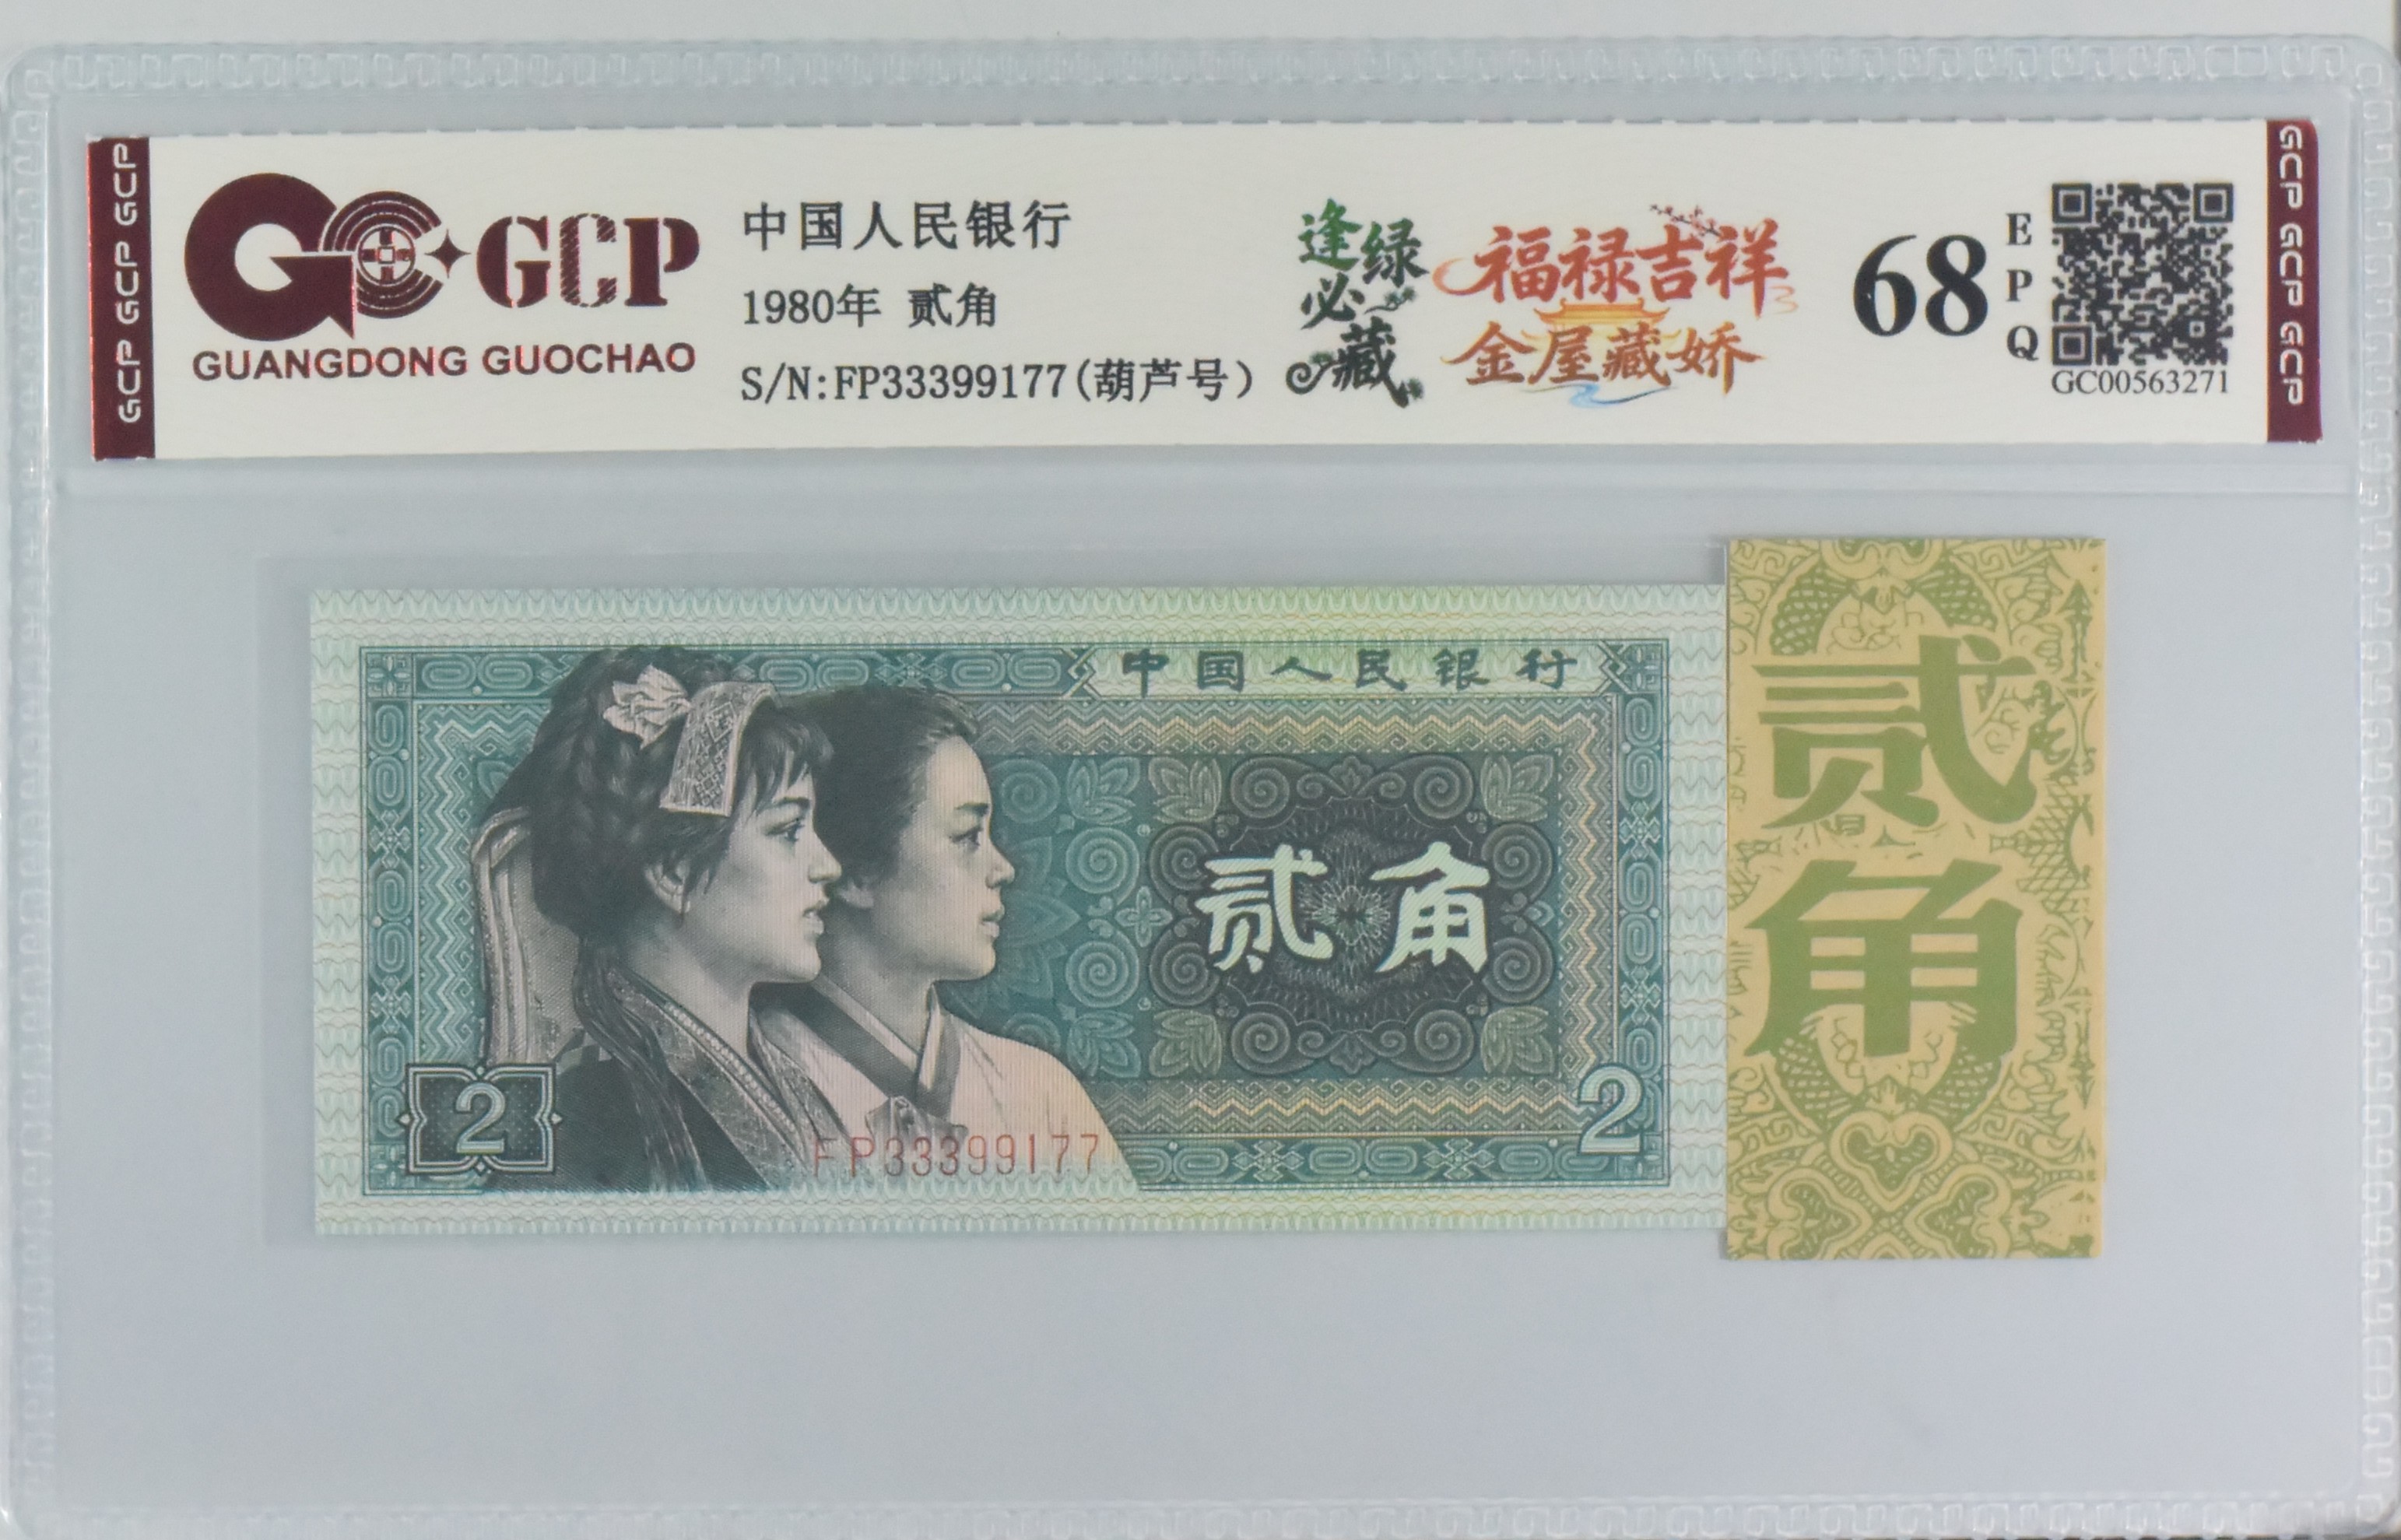 GCP GCP GCP
GCP
GUANGDONG GUOCHAO
中国人民银行
1980年 贰角
S/N:FP33399177(葫芦号)
逢绿必藏
福禄吉祥
金屋藏娇
68
EPQ
GC00563271
GCP GCP GCP
中国人民银行
贰角
2
2
FP33399177
贰角